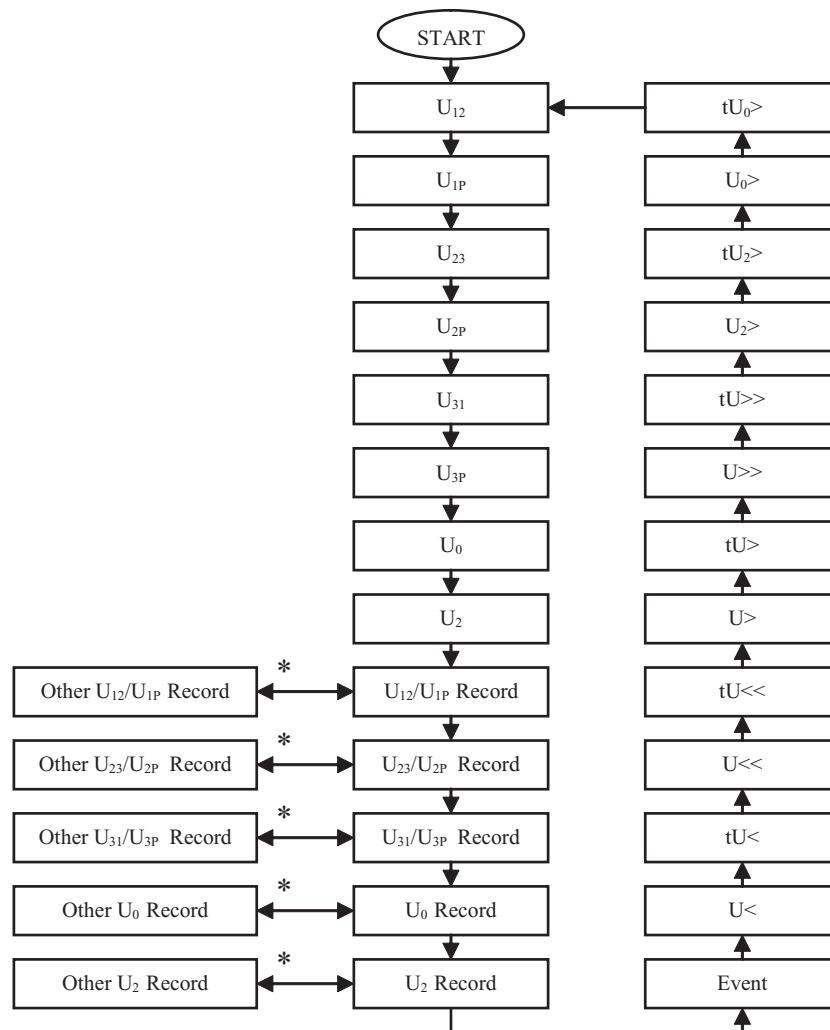 START
U₁₂
tU₀>
U₁P
U₀>
U₂₃
tU₂>
U₂P
U₂>
U₃₁
tU>>
U₃P
U>>
U₀
tU>
U₂
U>
*
Other U₁₂/U₁P Record
U₁₂/U₁P Record
tU<<
*
Other U₂₃/U₂P Record
U₂₃/U₂P Record
U<<
*
Other U₃₁/U₃P Record
U₃₁/U₃P Record
tU<
*
Other U₀ Record
U₀ Record
U<
*
Other U₂ Record
U₂ Record
Event